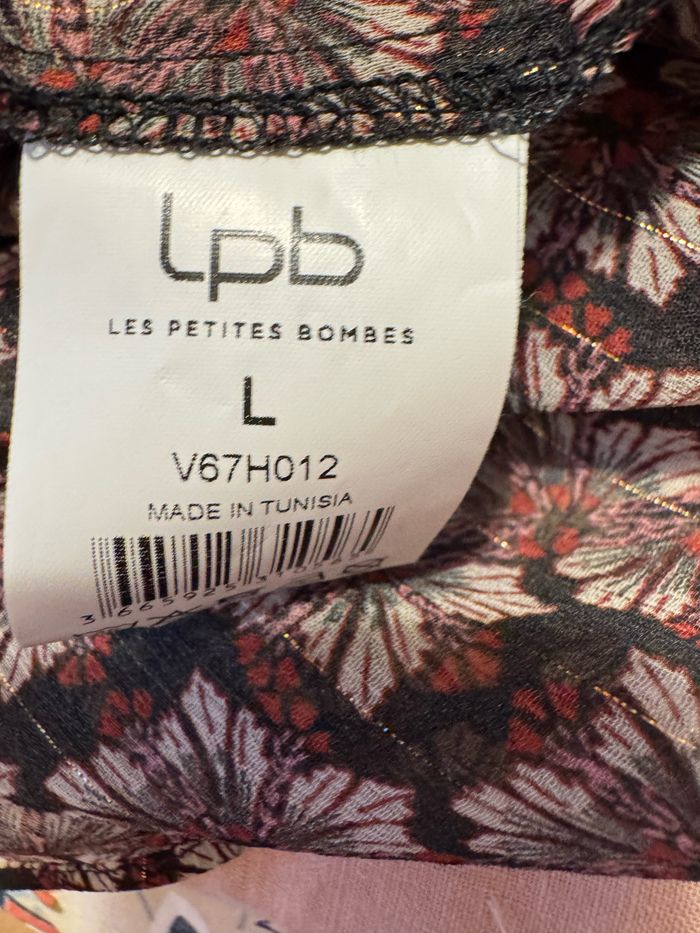 lpb
LES PETITES BOMBES
L
V67H012
MADE IN TUNISIA